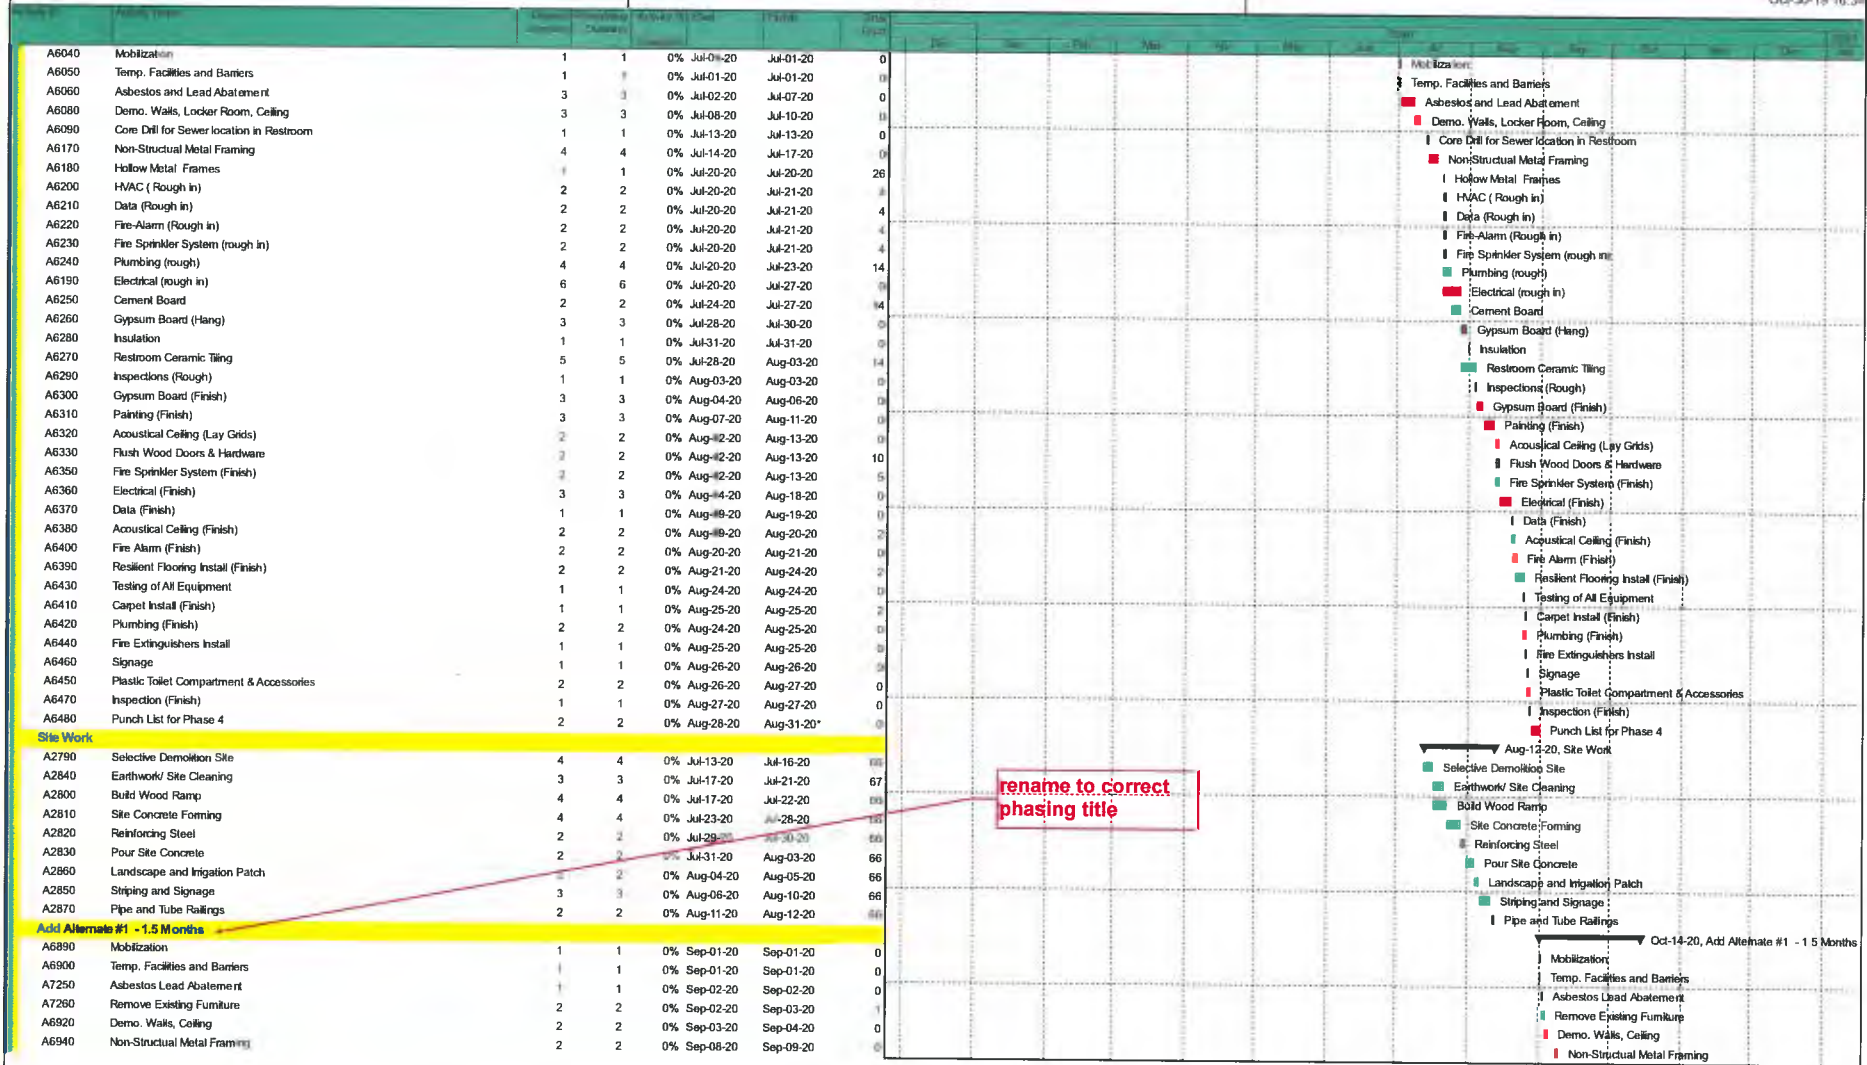 A6040 Mobilization 1 1 0% Jul-01-20 Jul-01-20 0
A6050 Temp. Facilities and Barriers 1 0% Jul-01-20 Jul-01-20
A6060 Asbestos and Lead Abatement 3 3 0% Jul-02-20 Jul-07-20 0
A6080 Demo. Walls, Locker Room, Ceiling 3 3 0% Jul-08-20 Jul-10-20
A6090 Core Drill for Sewer location in Restroom 1 1 0% Jul-13-20 Jul-13-20 0
A6170 Non-Structual Metal Framing 4 4 0% Jul-14-20 Jul-17-20
A6180 Hollow Metal Frames 1 0% Jul-20-20 Jul-20-20 26
A6200 HVAC ( Rough in) 2 2 0% Jul-20-20 Jul-21-20
A6210 Data (Rough in) 2 2 0% Jul-20-20 Jul-21-20 4
A6220 Fire-Alarm (Rough in) 2 2 0% Jul-20-20 Jul-21-20
A6230 Fire Sprinkler System (rough in) 2 2 0% Jul-20-20 Jul-21-20 4
A6240 Plumbing (rough) 4 4 0% Jul-20-20 Jul-23-20 14
A6190 Electrical (rough in) 6 6 0% Jul-20-20 Jul-27-20
A6250 Cement Board 2 2 0% Jul-24-20 Jul-27-20
A6260 Gypsum Board (Hang) 3 3 0% Jul-28-20 Jul-30-20
A6280 Insulation 1 1 0% Jul-31-20 Jul-31-20
A6270 Restroom Ceramic Tiling 5 5 0% Jul-28-20 Aug-03-20 14
A6290 Inspections (Rough) 1 1 0% Aug-03-20 Aug-03-20
A6300 Gypsum Board (Finish) 3 3 0% Aug-04-20 Aug-06-20
A6310 Painting (Finish) 3 3 0% Aug-07-20 Aug-11-20
A6320 Acoustical Ceiling (Lay Grids) 2 2 0% Aug-13-20
A6330 Flush Wood Doors & Hardware 2 2 0% Aug-13-20 10
A6350 Fire Sprinkler System (Finish) 2 2 0% Aug-13-20 5
A6360 Electrical (Finish) 3 3 0% Aug-18-20
A6370 Data (Finish) 1 1 0% Aug-19-20
A6380 Acoustical Ceiling (Finish) 2 2 0% Aug-20-20 2
A6400 Fire Alarm (Finish) 2 2 0% Aug-20-20 Aug-21-20
A6390 Resilient Flooring Install (Finish) 2 2 0% Aug-21-20 Aug-24-20 2
A6430 Testing of All Equipment 1 1 0% Aug-24-20 Aug-24-20
A6410 Carpet Install (Finish) 1 1 0% Aug-25-20 Aug-25-20 2
A6420 Plumbing (Finish) 2 2 0% Aug-24-20 Aug-25-20
A6440 Fire Extinguishers Install 1 1 0% Aug-25-20 Aug-25-20
A6460 Signage 1 1 0% Aug-26-20 Aug-26-20
A6450 Plastic Toilet Compartment & Accessories 2 2 0% Aug-26-20 Aug-27-20 0
A6470 Inspection (Finish) 1 1 0% Aug-27-20 Aug-27-20 0
A6480 Punch List for Phase 4 2 2 0% Aug-28-20 Aug-31-20*
Site Work
A2790 Selective Demolition Site 4 4 0% Jul-13-20 Jul-16-20
A2840 Earthwork/ Site Cleaning 3 3 0% Jul-17-20 Jul-21-20 67
A2800 Build Wood Ramp 4 4 0% Jul-17-20 Jul-22-20
A2810 Site Concrete Forming 4 4 0% Jul-23-20 -28-20
A2820 Reinforcing Steel 2 2 0% Jul-29- Jul-30-20
A2830 Pour Site Concrete 2 2 Jul-31-20 Aug-03-20 66
A2860 Landscape and Irrigation Patch 2 0% Aug-04-20 Aug-05-20 66
A2850 Striping and Signage 3 3 0% Aug-06-20 Aug-10-20 66
A2870 Pipe and Tube Railings 2 2 0% Aug-11-20 Aug-12-20
Add Alternate #1 - 1.5 Months
A6890 Mobilization 1 1 0% Sep-01-20 Sep-01-20 0
A6900 Temp. Facilities and Barriers 1 0% Sep-01-20 Sep-01-20 0
A7250 Asbestos Lead Abatement 1 0% Sep-02-20 Sep-02-20 0
A7260 Remove Existing Furniture 2 2 0% Sep-02-20 Sep-03-20 1
A6920 Demo. Walls, Ceiling 2 2 0% Sep-03-20 Sep-04-20 0
A6940 Non-Structual Metal Framing 2 2 0% Sep-08-20 Sep-09-20
rename to correct
phasing title
Mobilization
Temp. Facilities and Barriers
Asbestos and Lead Abatement
Demo. Walls, Locker Room, Ceiling
Core Drill for Sewer location in Restroom
Non-Structual Metal Framing
Hollow Metal Frames
HVAC ( Rough in)
Data (Rough in)
Fire-Alarm (Rough in)
Fire Sprinkler System (rough in)
Plumbing (rough)
Electrical (rough in)
Cement Board
Gypsum Board (Hang)
Insulation
Restroom Ceramic Tiling
Inspections (Rough)
Gypsum Board (Finish)
Painting (Finish)
Acoustical Ceiling (Lay Grids)
Flush Wood Doors & Hardware
Fire Sprinkler System (Finish)
Electrical (Finish)
Data (Finish)
Acoustical Ceiling (Finish)
Fire Alarm (Finish)
Resilient Flooring Install (Finish)
Testing of All Equipment
Carpet Install (Finish)
Plumbing (Finish)
Fire Extinguishers Install
Signage
Plastic Toilet Compartment & Accessories
Inspection (Finish)
Punch List for Phase 4
Aug-12-20, Site Work
Selective Demolition Site
Earthwork/ Site Cleaning
Build Wood Ramp
Site Concrete Forming
Reinforcing Steel
Pour Site Concrete
Landscape and Irrigation Patch
Striping and Signage
Pipe and Tube Railings
Oct-14-20, Add Alternate #1 - 1 5 Months
Mobilization
Temp. Facilities and Barriers
Asbestos Lead Abatement
Remove Existing Furniture
Demo. Walls, Ceiling
Non-Structual Metal Framing